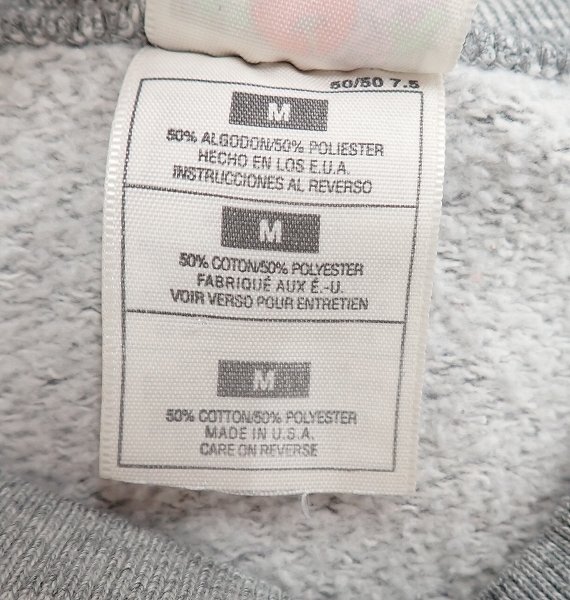 50/50 7.5
M
50% ALGODON/50% POLIESTER
HECHO EN LOS E.U.A.
INSTRUCCIONES AL REVERSO
M
50% COTON/50% POLYESTER
FABRIQUÉ AUX É.-U.
VOIR VERSO POUR ENTRETIEN
M
50% COTTON/50% POLYESTER
MADE IN U.S.A.
CARE ON REVERSE